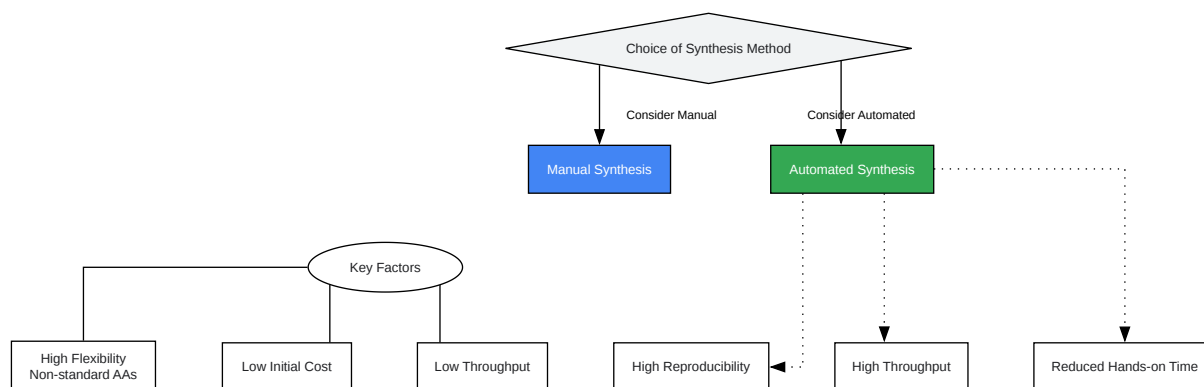 Choice of Synthesis Method
Consider Manual
Consider Automated
Manual Synthesis
Automated Synthesis
Key Factors
High Flexibility
Non-standard AAs
Low Initial Cost
Low Throughput
High Reproducibility
High Throughput
Reduced Hands-on Time